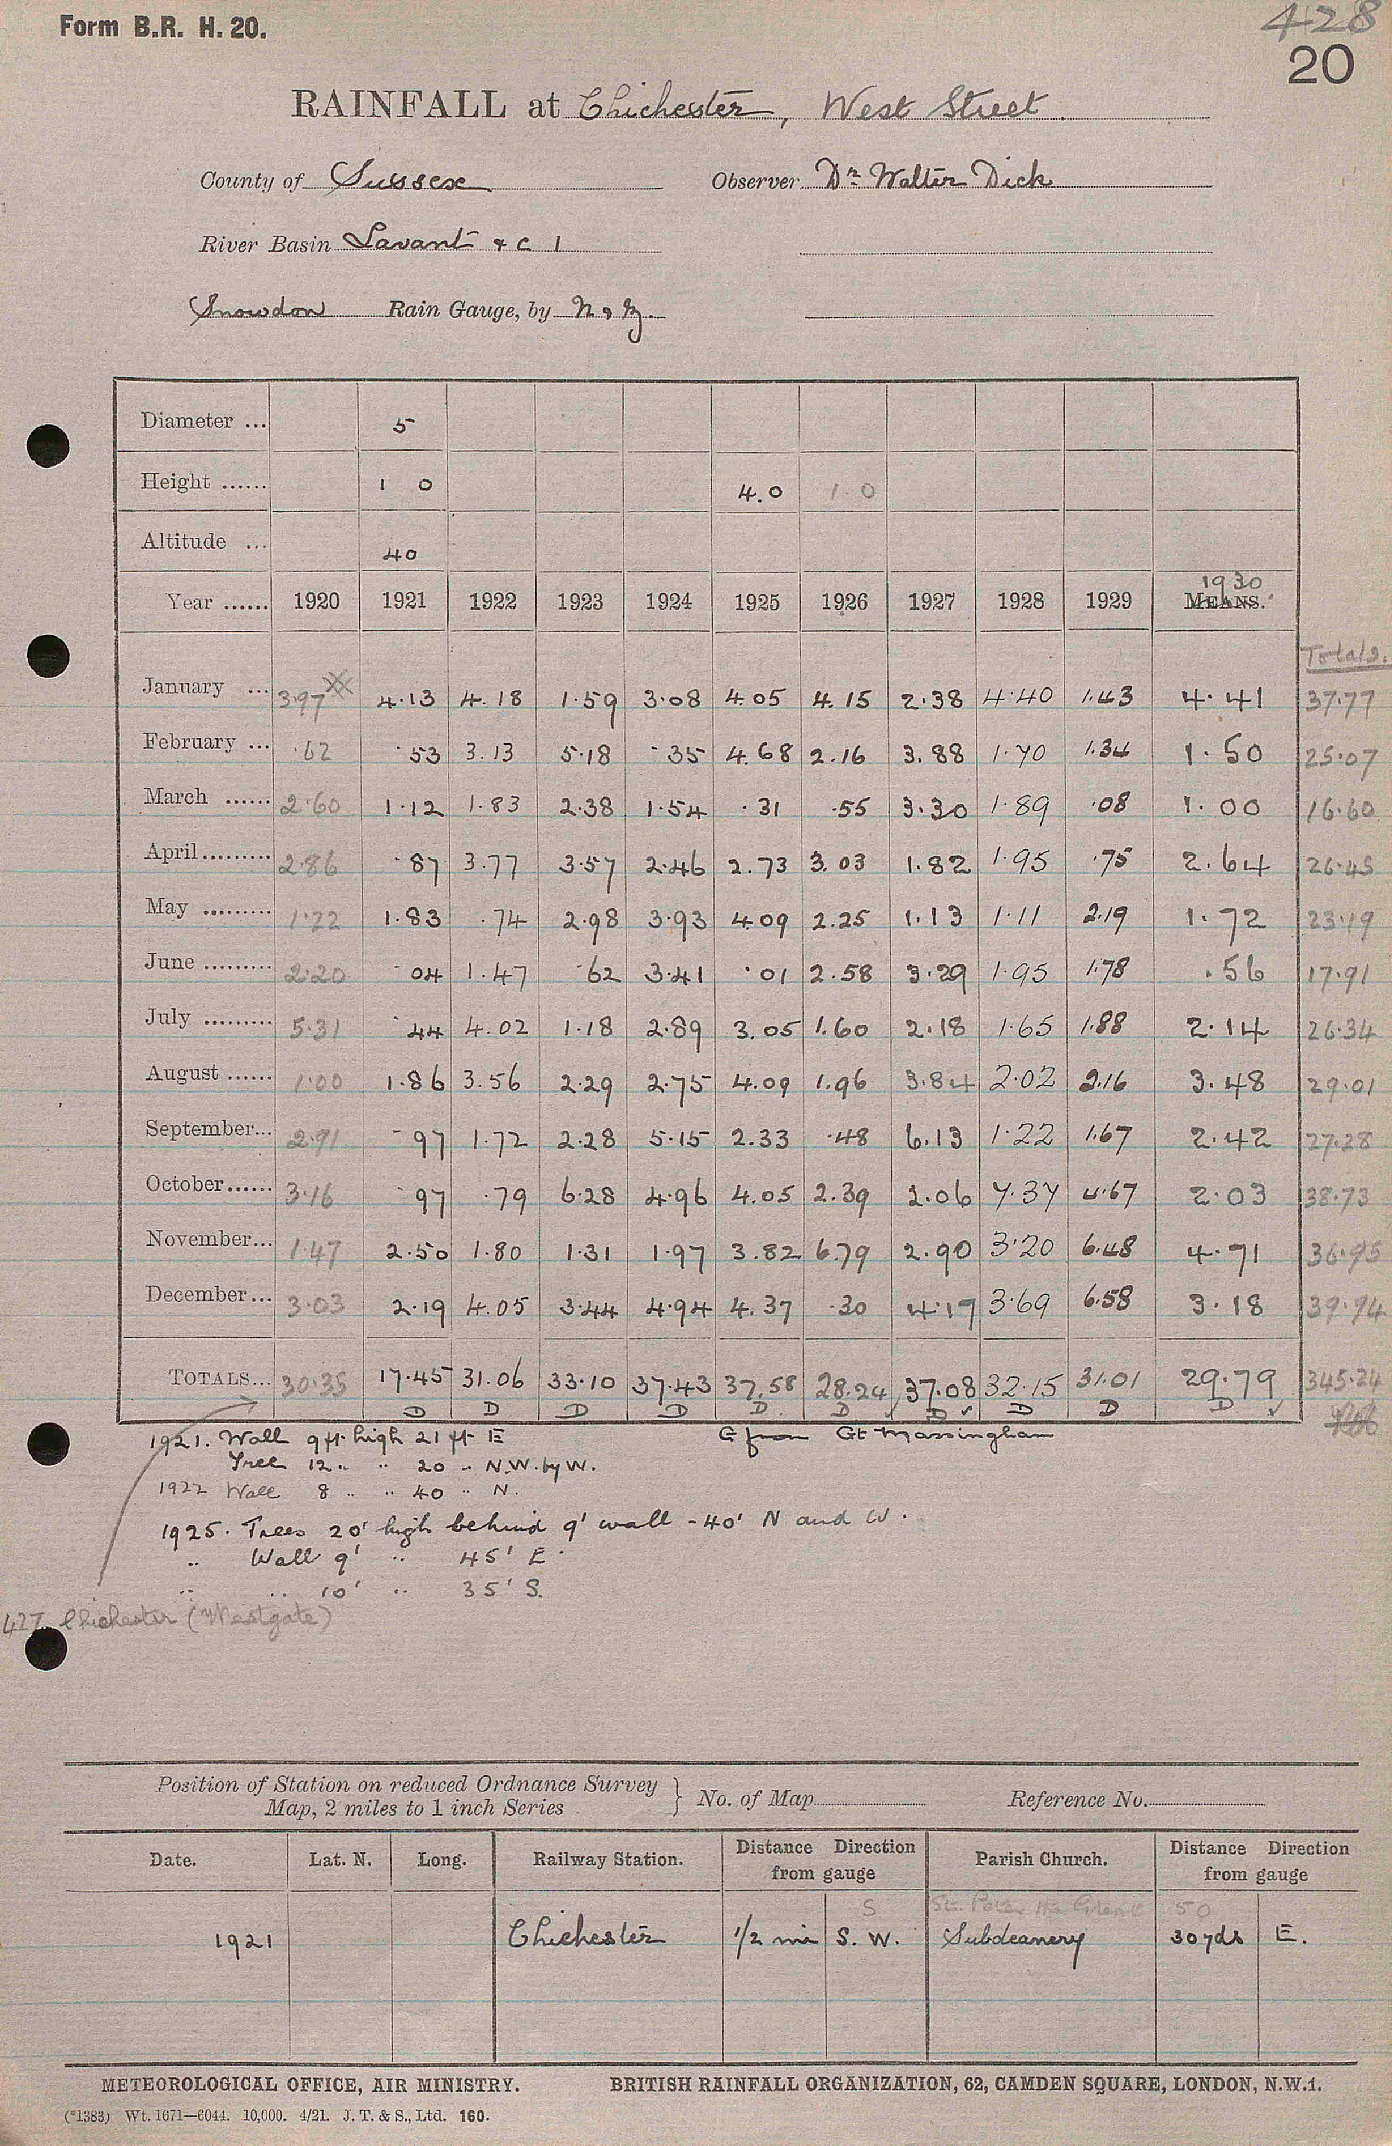 Form B.R. H. 20.
428
20
RAINFALL at Chichester, West Street.
County of Sussex Observer Dr Walter Dick
River Basin Lavant & c 1
Snowdon Rain Gauge, by N & Z.
Diameter ... 5
Height ...... 1 0 4.0 1 0
Altitude ... 40
1930
Year ...... 1920 1921 1922 1923 1924 1925 1926 1927 1928 1929 MEANS.
Totals.
January ... 3.97 4.13 4.18 1.59 3.08 4.05 4.15 2.38 4.40 1.43 4.41 37.77
February ... .62 .53 3.13 5.18 .35 4.68 2.16 3.88 1.70 1.34 1.50 25.07
March ...... 2.60 1.12 1.83 2.38 1.54 .31 .55 3.30 1.89 .08 1.00 16.60
April ......... 2.86 .87 3.77 3.57 2.46 2.73 3.03 1.82 1.95 .75 2.64 26.45
May ......... 1.22 1.83 .74 2.98 3.93 4.09 2.25 1.13 1.11 2.19 1.72 23.19
June ......... 2.20 .04 1.47 .62 3.41 .01 2.58 3.29 1.95 1.78 .56 17.91
July ......... 5.31 .44 4.02 1.18 2.89 3.05 1.60 2.18 1.65 1.88 2.14 26.34
August ...... 1.00 1.86 3.56 2.29 2.75 4.09 1.96 3.84 2.02 2.16 3.48 29.01
September... 2.91 .97 1.72 2.28 5.15 2.33 .48 6.13 1.22 1.67 2.42 27.28
October...... 3.16 .97 .79 6.28 4.96 4.05 2.39 2.06 7.37 4.67 2.03 38.73
November... 1.47 2.50 1.80 1.31 1.97 3.82 6.79 2.90 3.20 6.48 4.71 36.95
December... 3.03 2.19 4.05 3.44 4.94 4.37 .30 4.17 3.69 6.58 3.18 39.94
TOTALS... 30.35 17.45 31.06 33.10 37.43 37.58 28.24 37.08 32.15 31.01 29.79 345.24
D D D D D D D D D D
1921. Wall 9 ft. high 21 ft E G from Gt Massingham
Tree 12 .. .. 20 .. N.W. by W.
1922 Wall 8 .. .. 40 .. N.
1925. Trees 20' high behind 9' wall - 40' N and W.
.. Wall 9' .. 45' E.
.. .. 10' .. 35' S.
427. Chichester (Westgate)
Position of Station on reduced Ordnance Survey
Map, 2 miles to 1 inch Series } No. of Map Reference No.
Date. Lat. N. Long. Railway Station. Distance Direction from gauge Parish Church. Distance Direction from gauge
S St. Peter the Great 50
1921 Chichester 1/2 mi S. W. Subdeanery 30 yds E.
METEOROLOGICAL OFFICE, AIR MINISTRY. BRITISH RAINFALL ORGANIZATION, 62, CAMDEN SQUARE, LONDON, N.W.1.
(*1383) Wt. 1671—6044. 10,000. 4/21. J. T. & S., Ltd. 160.